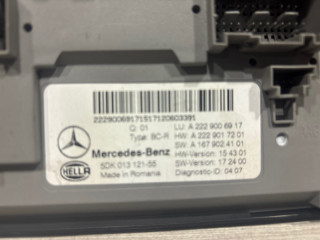 22290069171517120603391
Q: 01
LU: A 222 900 69 17
Type: BC-R
HW: A 222 901 72 01
SW: A 167 902 41 01
Mercedes-Benz
HW-Version: 15 43 01
5DK 013 121-55
SW-Version: 17 24 00
HELLA
Made in Romania
Diagnostic-ID: 04 07